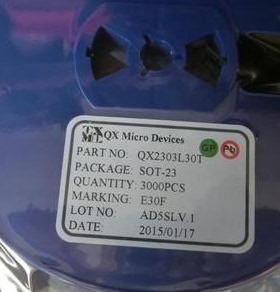 QX Micro Devices
PART NO: QX2303L30T
GP
Pb
PACKAGE: SOT-23
QUANTITY: 3000PCS
MARKING: E30F
LOT NO: AD5SLV.1
DATE: 2015/01/17